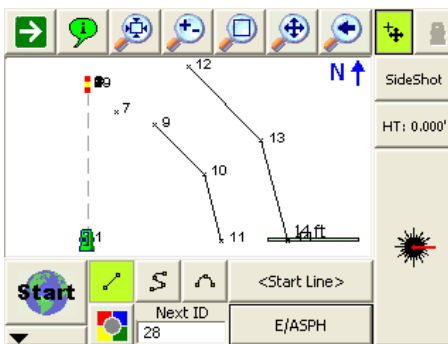 N
12
SideShot
9
7
9
13
HT: 0.000'
10
1
11
14 ft
Start
<Start Line>
Next ID
28
E/ASPH